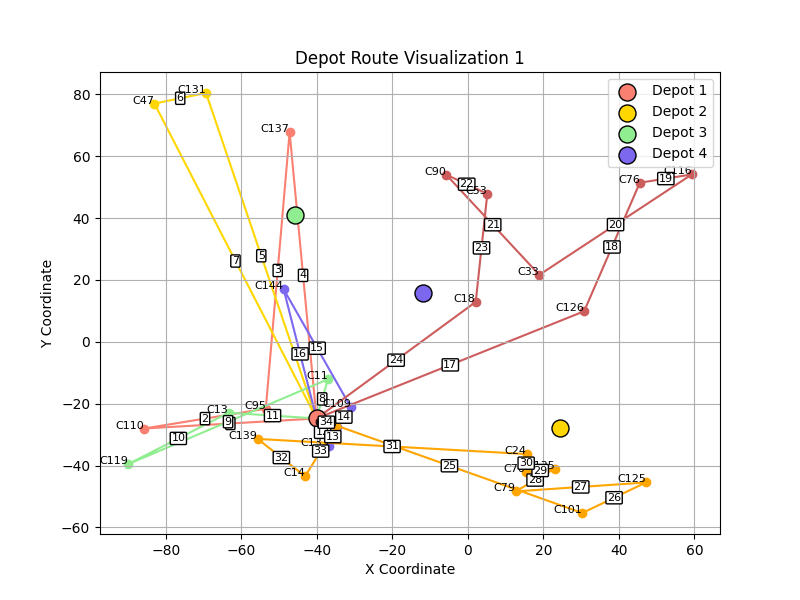 Depot Route Visualization 1
Depot 1
Depot 2
Depot 3
Depot 4
Y Coordinate
80
60
40
20
0
−20
−40
−60
−80
−60
−40
−20
0
20
40
60
X Coordinate
C47
C131
C137
C144
C90
C53
C76
C116
C33
C18
C126
C11
C109
C95
C13
C110
C119
C139
C14
C24
C79
C125
C101
2
3
4
5
6
7
8
9
10
11
13
14
15
16
17
18
19
20
21
22
23
24
25
26
27
28
29
30
31
32
33
34